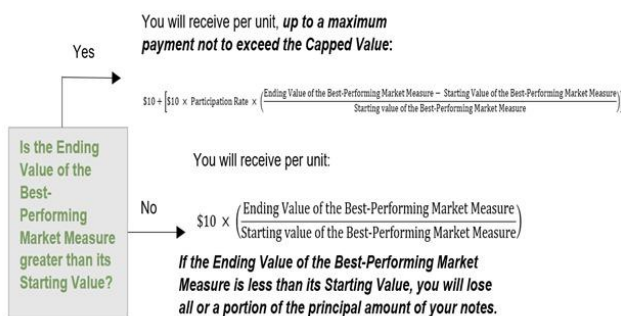 You will receive per unit, up to a maximum
payment not to exceed the Capped Value:
Yes
$10 + [$10 × Participation Rate × (Ending Value of the Best-Performing Market Measure − Starting Value of the Best-Performing Market Measure
Starting value of the Best-Performing Market Measure)
Is the Ending
Value of the
Best-
Performing
Market Measure
greater than its
Starting Value?
You will receive per unit:
No
$10 × (Ending Value of the Best-Performing Market Measure
Starting value of the Best-Performing Market Measure)
If the Ending Value of the Best-Performing Market
Measure is less than its Starting Value, you will lose
all or a portion of the principal amount of your notes.